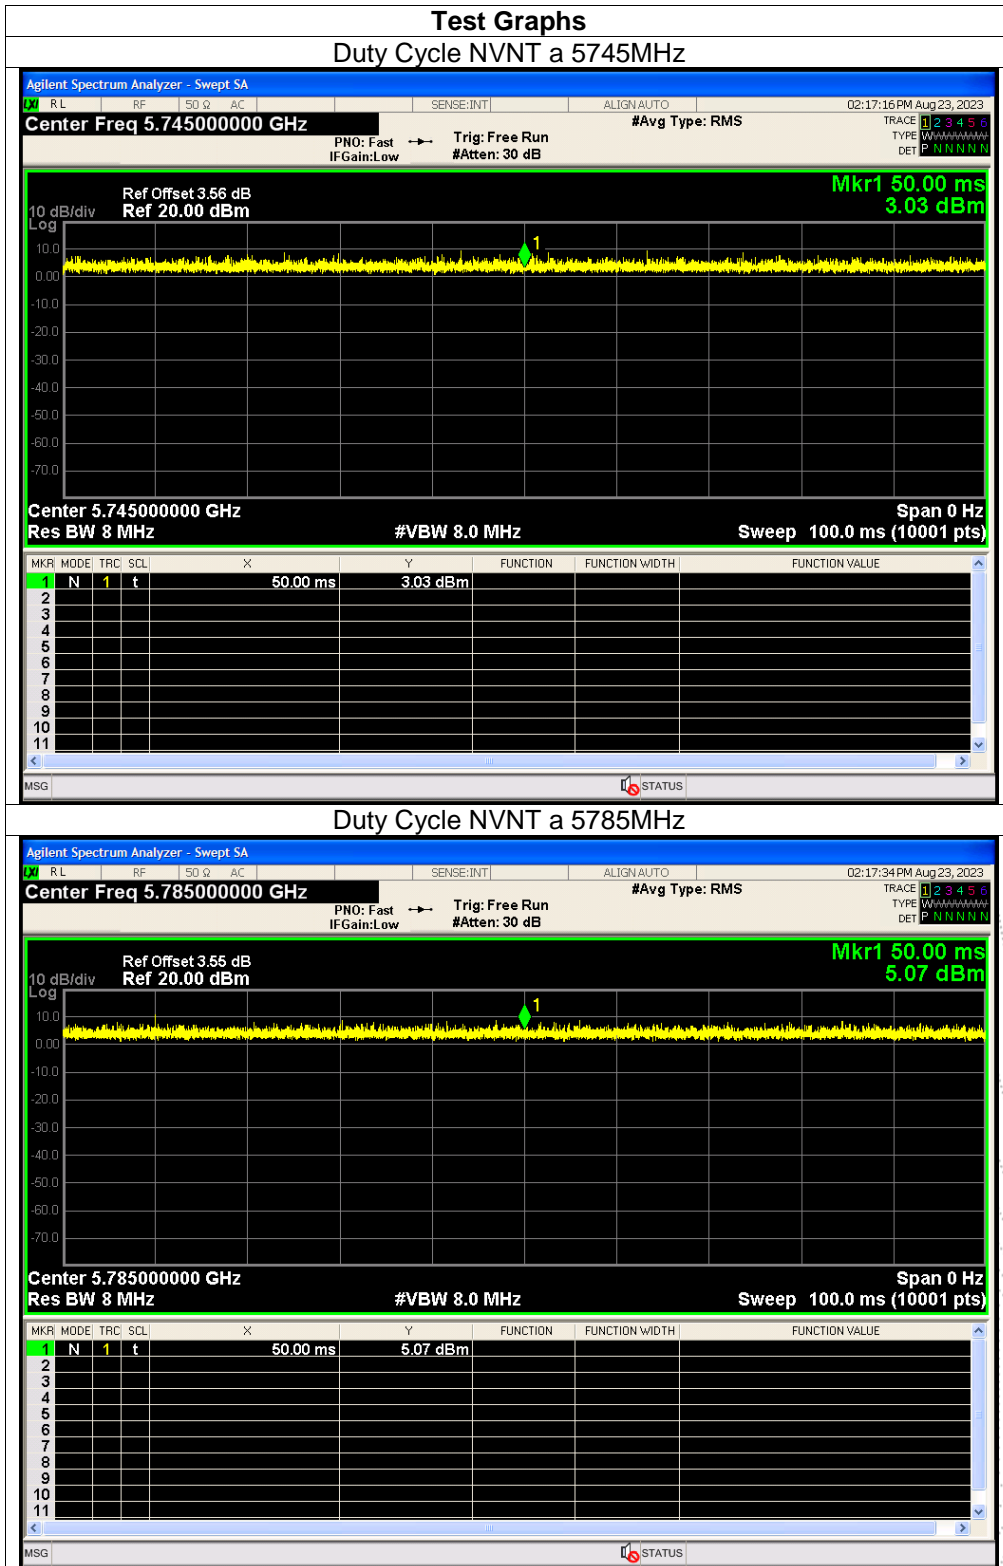 Test Graphs
Duty Cycle NVNT a 5745MHz
Agilent Spectrum Analyzer - Swept SA
LXI RL RF 50 Ω AC SENSE:INT ALIGN AUTO 02:17:16 PM Aug 23, 2023
Center Freq 5.745000000 GHz #Avg Type: RMS TRACE 1 2 3 4 5 6
PNO: Fast Trig: Free Run TYPE WWWWWW
IFGain:Low #Atten: 30 dB DET P N N N N N
Mkr1 50.00 ms
Ref Offset 3.56 dB
10 dB/div Ref 20.00 dBm 3.03 dBm
Log
1
10.0
0.00
-10.0
-20.0
-30.0
-40.0
-50.0
-60.0
-70.0
Center 5.745000000 GHz Span 0 Hz
Res BW 8 MHz #VBW 8.0 MHz Sweep 100.0 ms (10001 pts)
MKR MODE TRC SCL X Y FUNCTION FUNCTION WIDTH FUNCTION VALUE
1 N 1 t 50.00 ms 3.03 dBm
2
3
4
5
6
7
8
9
10
11
MSG STATUS
Duty Cycle NVNT a 5785MHz
Agilent Spectrum Analyzer - Swept SA
LXI RL RF 50 Ω AC SENSE:INT ALIGN AUTO 02:17:34 PM Aug 23, 2023
Center Freq 5.785000000 GHz #Avg Type: RMS TRACE 1 2 3 4 5 6
PNO: Fast Trig: Free Run TYPE WWWWWW
IFGain:Low #Atten: 30 dB DET P N N N N N
Mkr1 50.00 ms
Ref Offset 3.55 dB
10 dB/div Ref 20.00 dBm 5.07 dBm
Log
1
10.0
0.00
-10.0
-20.0
-30.0
-40.0
-50.0
-60.0
-70.0
Center 5.785000000 GHz Span 0 Hz
Res BW 8 MHz #VBW 8.0 MHz Sweep 100.0 ms (10001 pts)
MKR MODE TRC SCL X Y FUNCTION FUNCTION WIDTH FUNCTION VALUE
1 N 1 t 50.00 ms 5.07 dBm
2
3
4
5
6
7
8
9
10
11
MSG STATUS